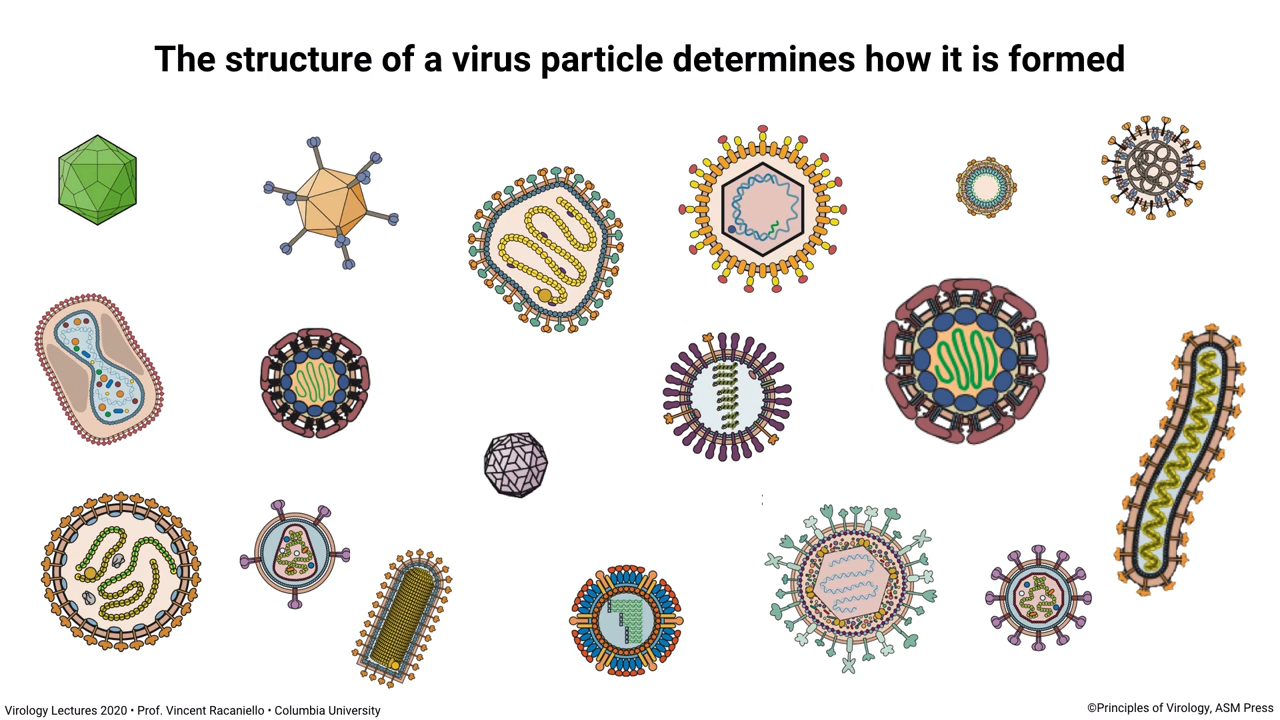 The structure of a virus particle determines how it is formed
Virology Lectures 2020 • Prof. Vincent Racaniello • Columbia University
©Principles of Virology, ASM Press